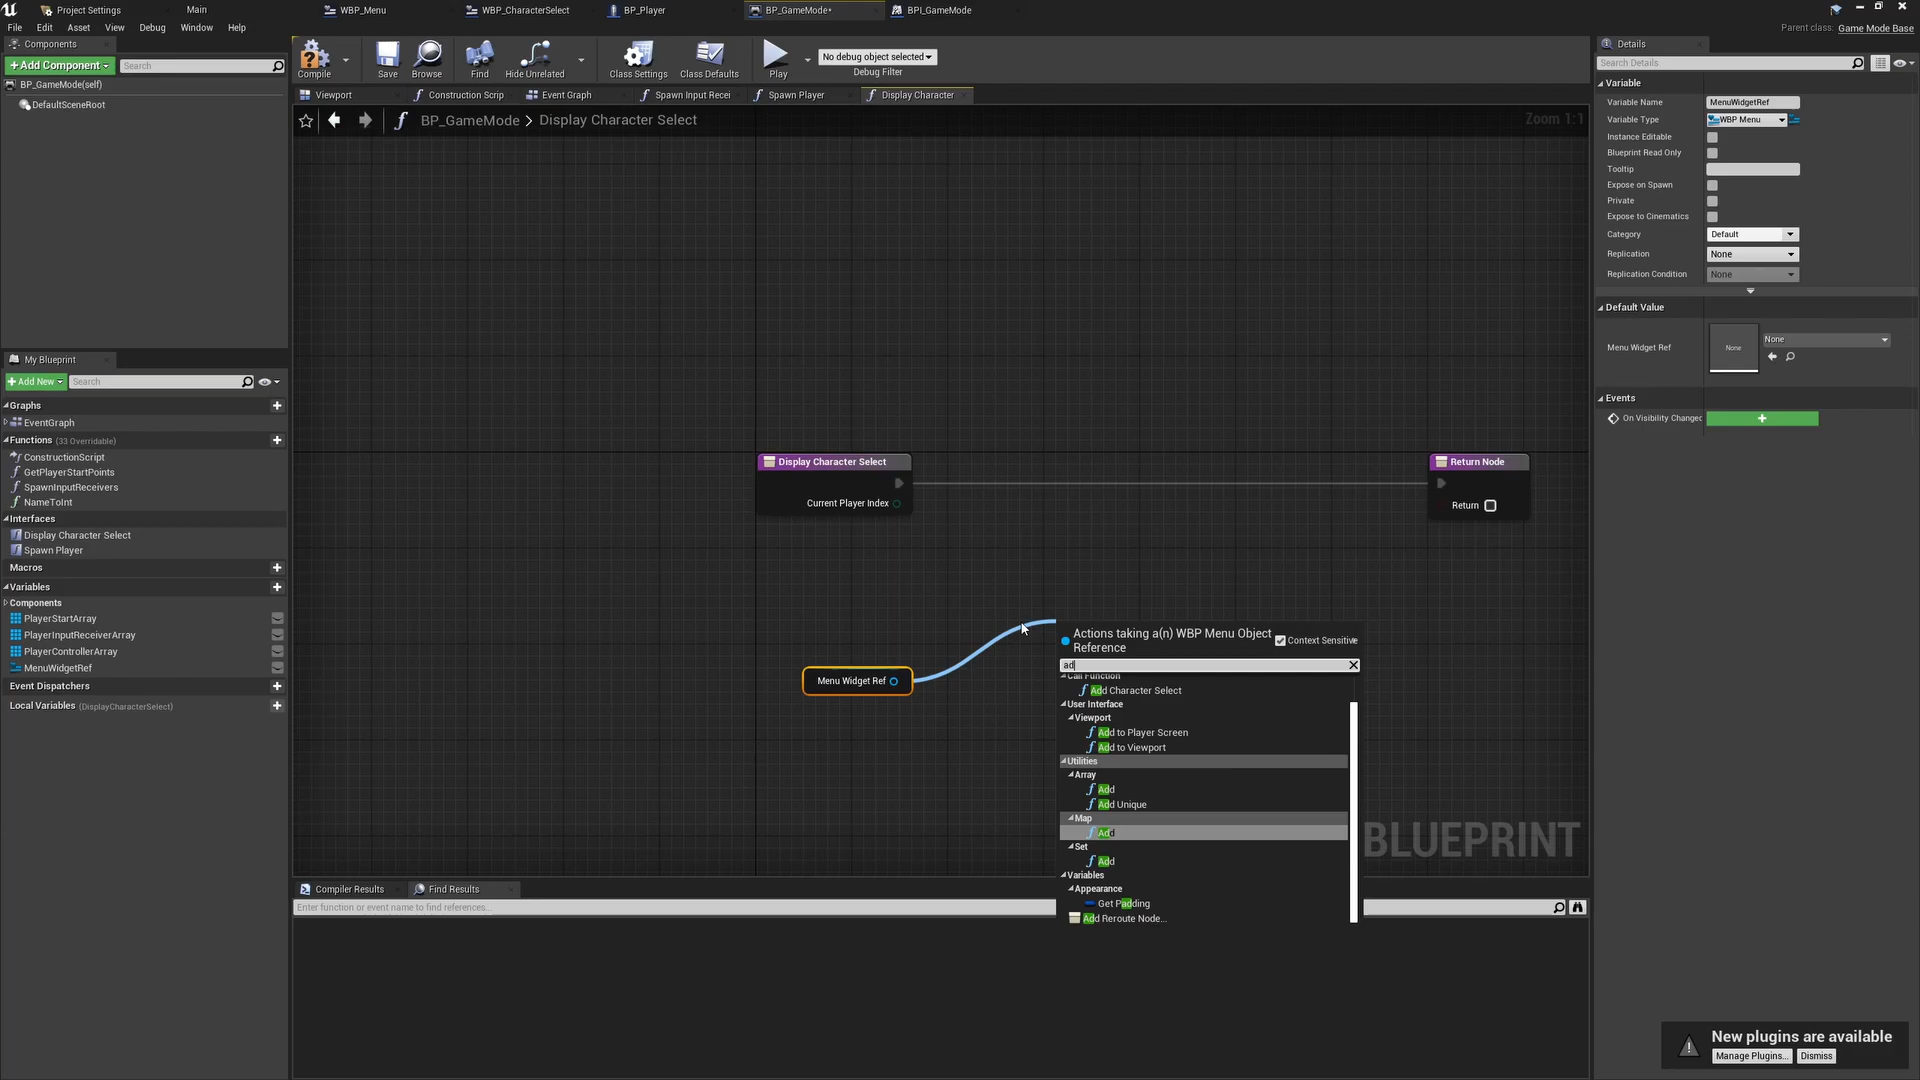 Project Settings
Main
WBP_Menu
WBP_CharacterSelect
BP_Player
BP_GameMode*
BPI_GameMode
File
Edit
Asset
View
Debug
Window
Help
Parent class: Game Mode Base
Components
Add Component
Search
BP_GameMode(self)
DefaultSceneRoot
Compile
Save
Browse
Find
Hide Unrelated
Class Settings
Class Defaults
Play
No debug object selected
Debug Filter
Viewport
Construction Scrip
Event Graph
Spawn Input Recei
Spawn Player
Display Character
BP_GameMode > Display Character Select
Zoom 1:1
Display Character Select
Current Player Index
Return Node
Return
Menu Widget Ref
Actions taking a(n) WBP Menu Object
Reference
Context Sensitive
ad
Call Function
Add Character Select
User Interface
Viewport
Add to Player Screen
Add to Viewport
Utilities
Array
Add
Add Unique
Map
Add
Set
Add
Variables
Appearance
Get Padding
Add Reroute Node...
BLUEPRINT
My Blueprint
Add New
Search
Graphs
EventGraph
Functions (33 Overridable)
ConstructionScript
GetPlayerStartPoints
SpawnInputReceivers
NameToInt
Interfaces
Display Character Select
Spawn Player
Macros
Variables
Components
PlayerStartArray
PlayerInputReceiverArray
PlayerControllerArray
MenuWidgetRef
Event Dispatchers
Local Variables (DisplayCharacterSelect)
Compiler Results
Find Results
Enter function or event name to find references...
Details
Search Details
Variable
Variable Name
MenuWidgetRef
Variable Type
WBP Menu
Instance Editable
Blueprint Read Only
Tooltip
Expose on Spawn
Private
Expose to Cinematics
Category
Default
Replication
None
Replication Condition
None
Default Value
Menu Widget Ref
None
None
Events
On Visibility Changed
New plugins are available
Manage Plugins...
Dismiss